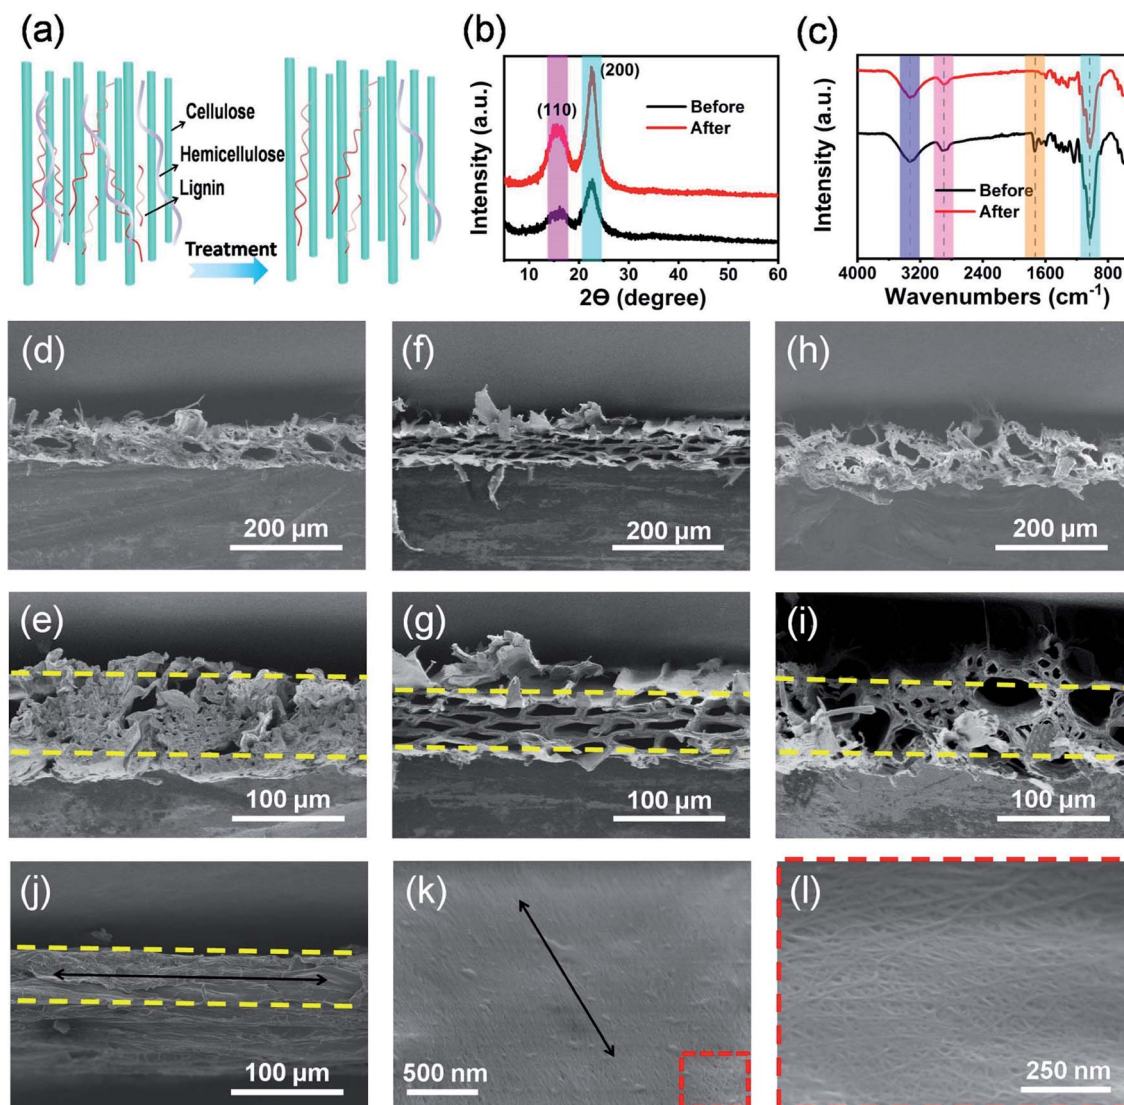 (a)
Cellulose
Hemicellulose
Lignin
Treatment
(b)
Intensity (a.u.)
(110)
(200)
Before
After
10 20 30 40 50 60
2Θ (degree)
(c)
Intensity (a.u.)
Before
After
4000 3200 2400 1600 800
Wavenumbers (cm⁻¹)
(d)
200 µm
(f)
200 µm
(h)
200 µm
(e)
100 µm
(g)
100 µm
(i)
100 µm
(j)
100 µm
(k)
500 nm
(l)
250 nm